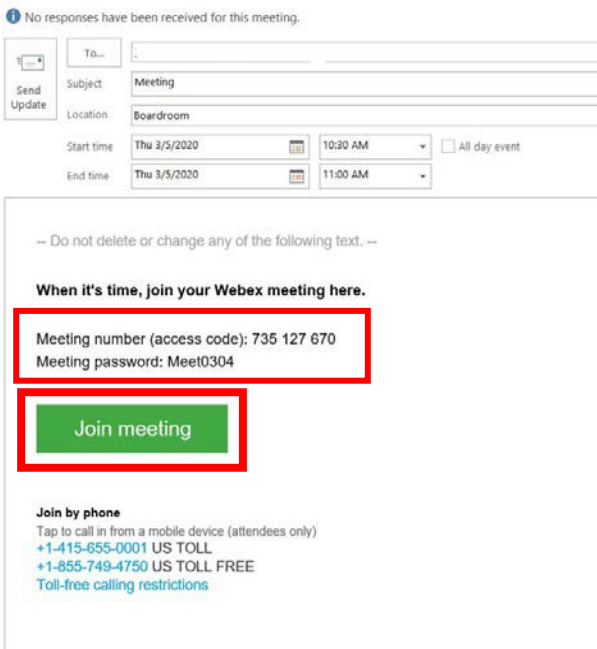 No responses have been received for this meeting.
To...
Send
Update
Subject Meeting
Location Boardroom
Start time Thu 3/5/2020 10:30 AM All day event
End time Thu 3/5/2020 11:00 AM
-- Do not delete or change any of the following text. --
When it's time, join your Webex meeting here.
Meeting number (access code): 735 127 670
Meeting password: Meet0304
Join meeting
Join by phone
Tap to call in from a mobile device (attendees only)
+1-415-655-0001 US TOLL
+1-855-749-4750 US TOLL FREE
Toll-free calling restrictions